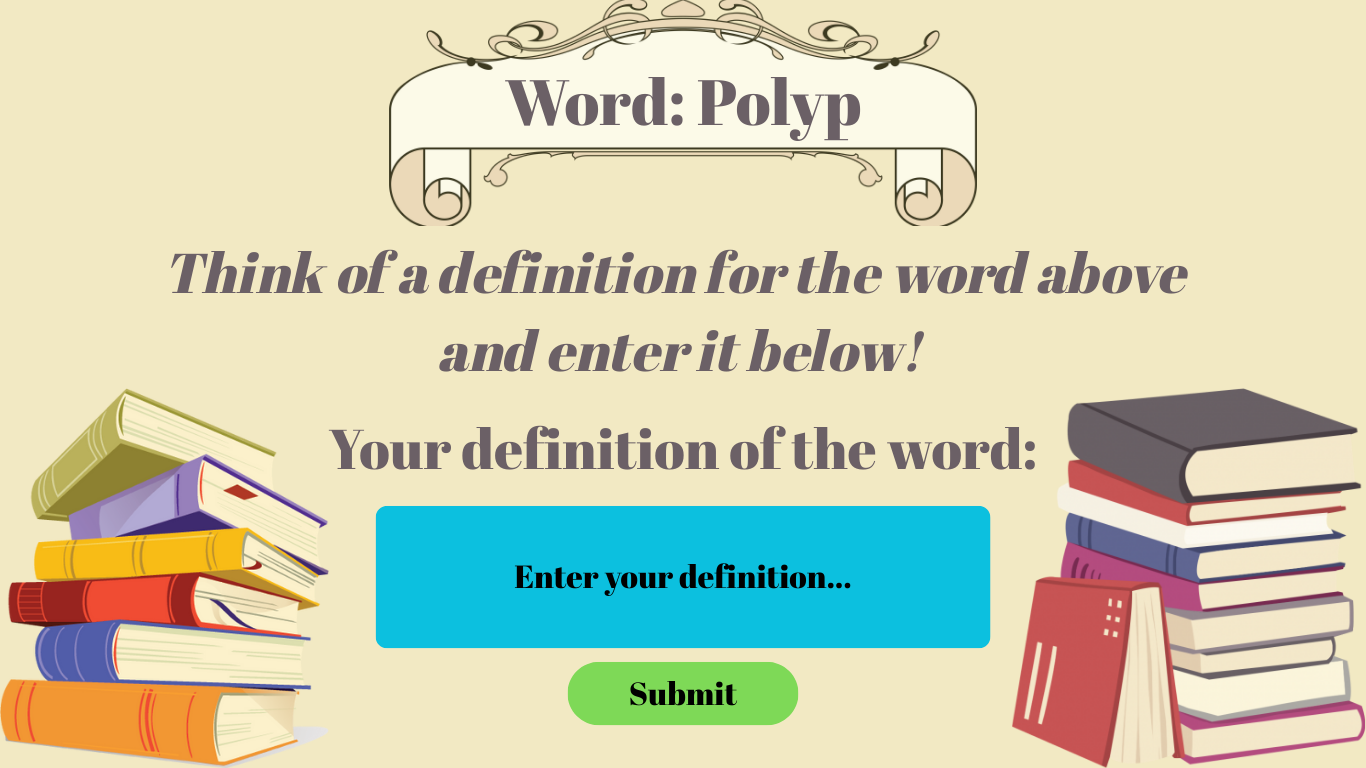 Word: Polyp
Think of a definition for the word above
and enter it below!
Your definition of the word:
Enter your definition...
Submit